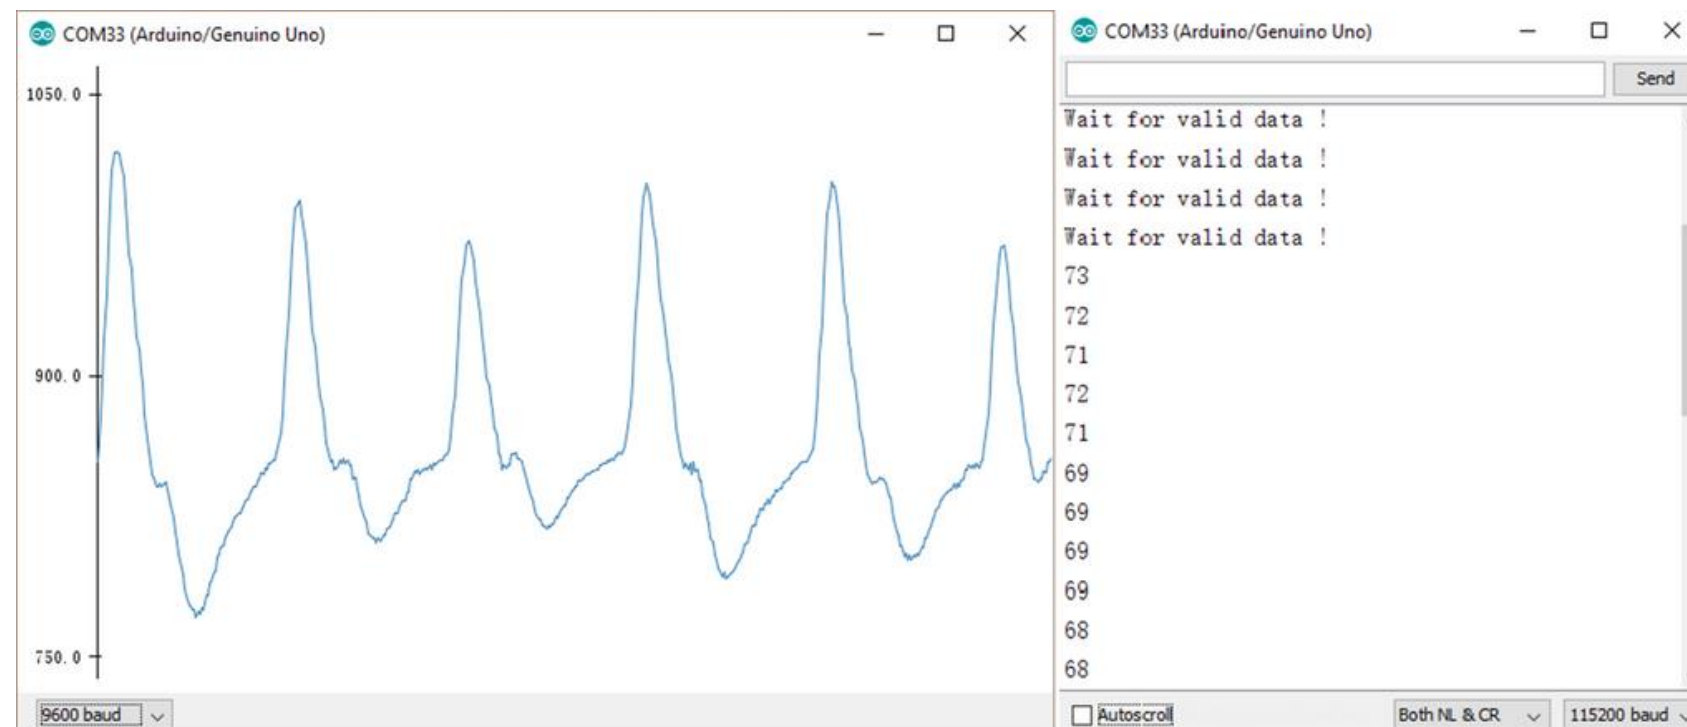 COM33 (Arduino/Genuino Uno)
1050.0
900.0
750.0
9600 baud
COM33 (Arduino/Genuino Uno)
Send
Wait for valid data !
Wait for valid data !
Wait for valid data !
Wait for valid data !
73
72
71
72
71
69
69
69
69
68
68
Autoscroll
Both NL & CR
115200 baud